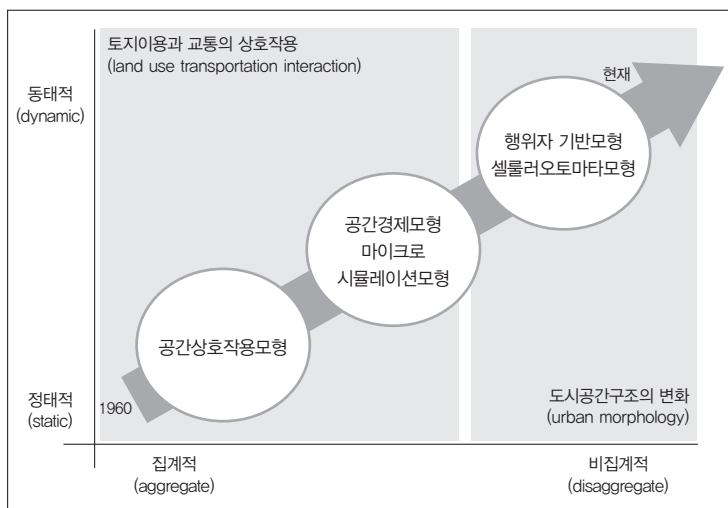 토지이용과 교통의 상호작용
(land use transportation interaction)
현재
동태적
(dynamic)
행위자 기반모형
셀룰러오토마타모형
공간경제모형
마이크로
시뮬레이션모형
공간상호작용모형
정태적
(static)
1960
도시공간구조의 변화
(urban morphology)
집계적
(aggregate)
비집계적
(disaggregate)